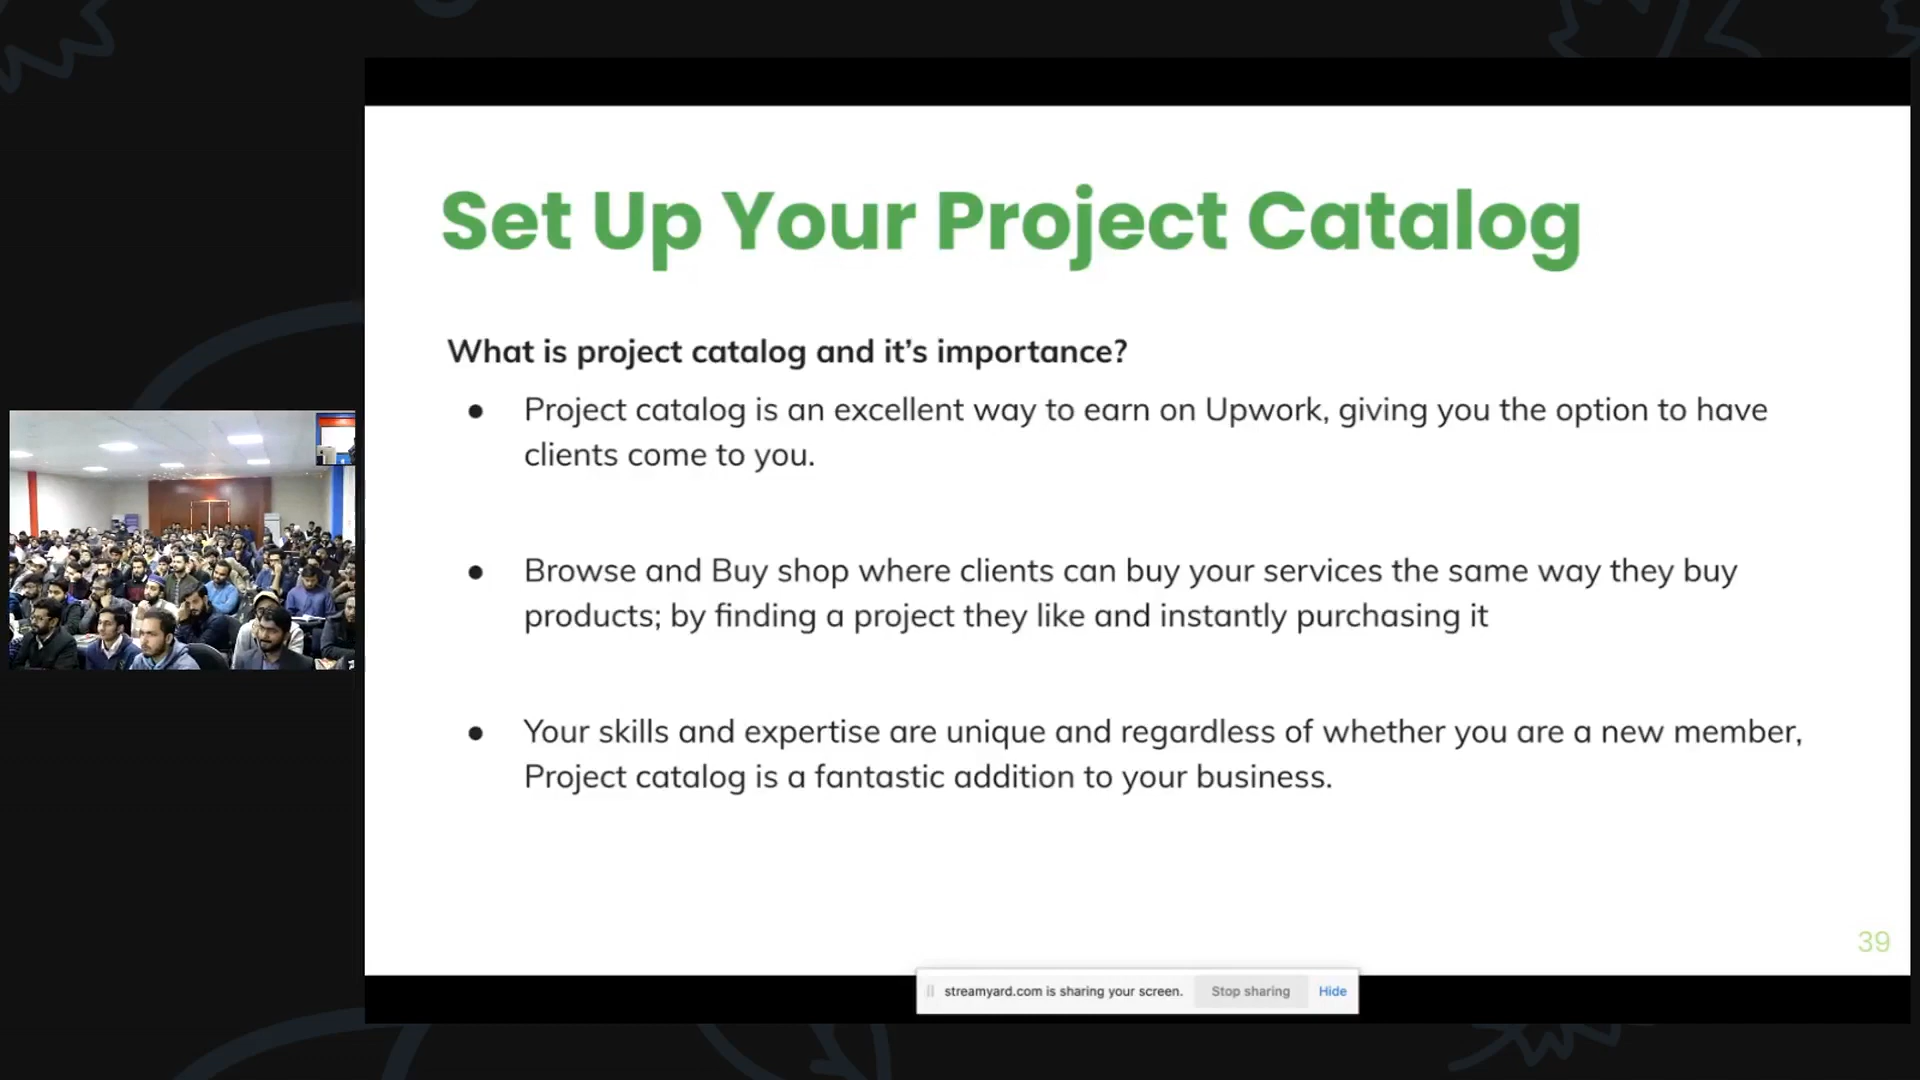 Set Up Your Project Catalog
What is project catalog and it's importance?
● Project catalog is an excellent way to earn on Upwork, giving you the option to have
clients come to you.
● Browse and Buy shop where clients can buy your services the same way they buy
products; by finding a project they like and instantly purchasing it
● Your skills and expertise are unique and regardless of whether you are a new member,
Project catalog is a fantastic addition to your business.
39
streamyard.com is sharing your screen. Stop sharing Hide